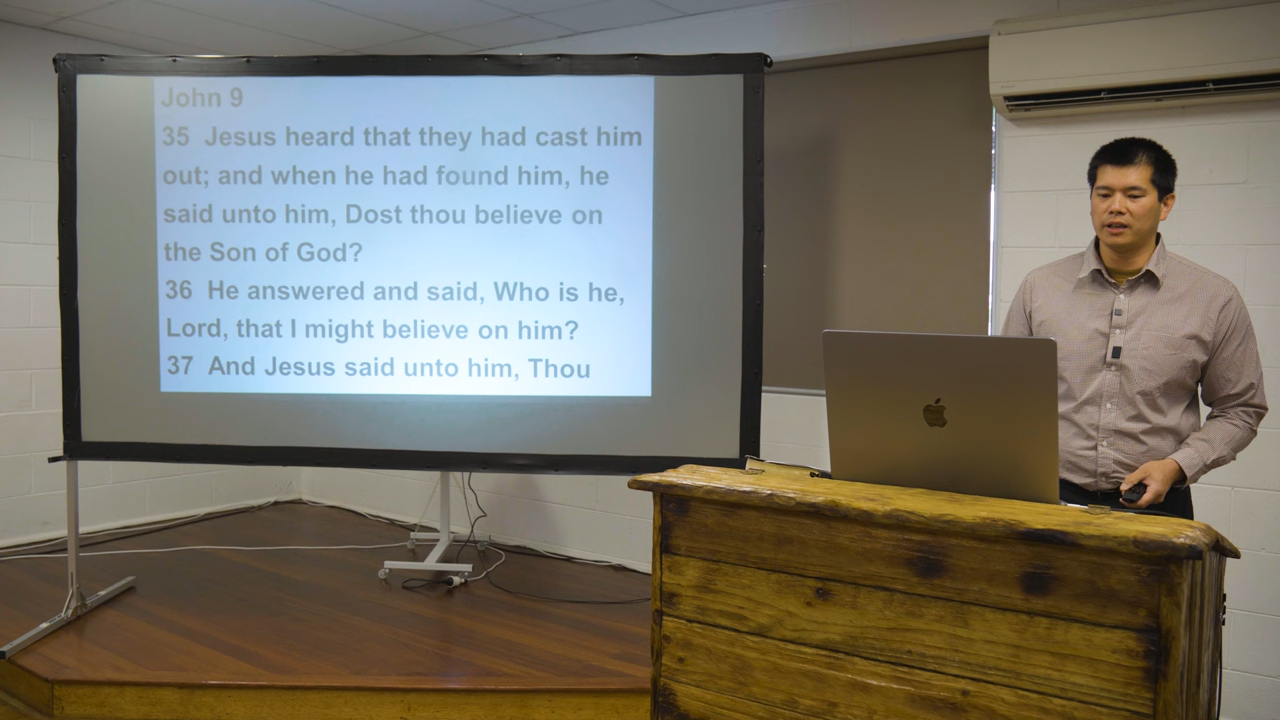 John 9
35 Jesus heard that they had cast him
out; and when he had found him, he
said unto him, Dost thou believe on
the Son of God?
36 He answered and said, Who is he,
Lord, that I might believe on him?
37 And Jesus said unto him, Thou